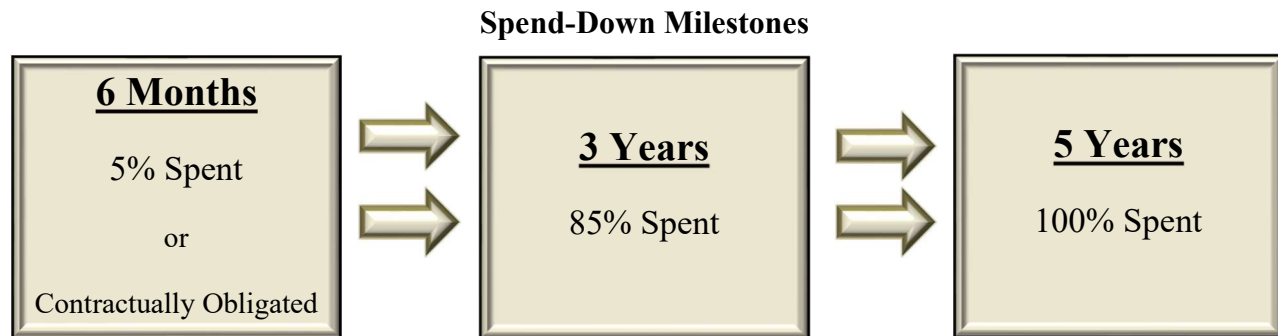 Spend-Down Milestones
6 Months
5% Spent
or
Contractually Obligated
3 Years
85% Spent
5 Years
100% Spent